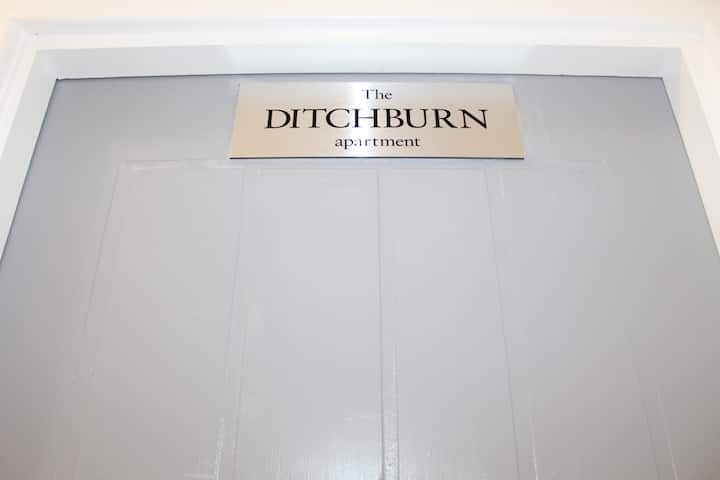 The
DITCHBURN
apartment